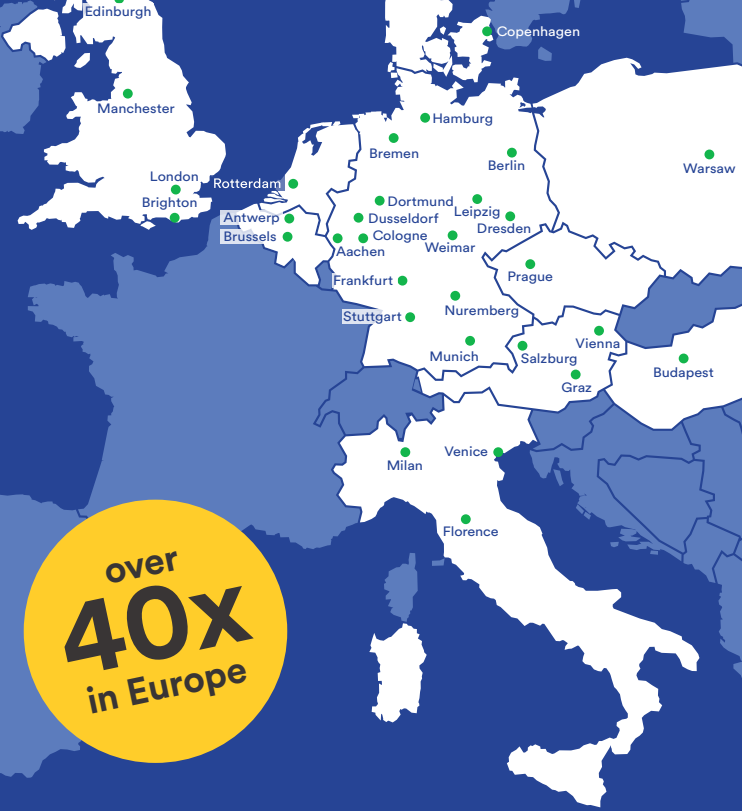 Edinburgh
Copenhagen
Manchester
Hamburg
Bremen
Berlin
Warsaw
London
Rotterdam
Brighton
Dortmund
Leipzig
Antwerp
Dusseldorf
Dresden
Brussels
Cologne
Aachen
Weimar
Prague
Frankfurt
Nuremberg
Stuttgart
Vienna
Munich
Salzburg
Budapest
Graz
Venice
Milan
Florence
over
40x
in Europe